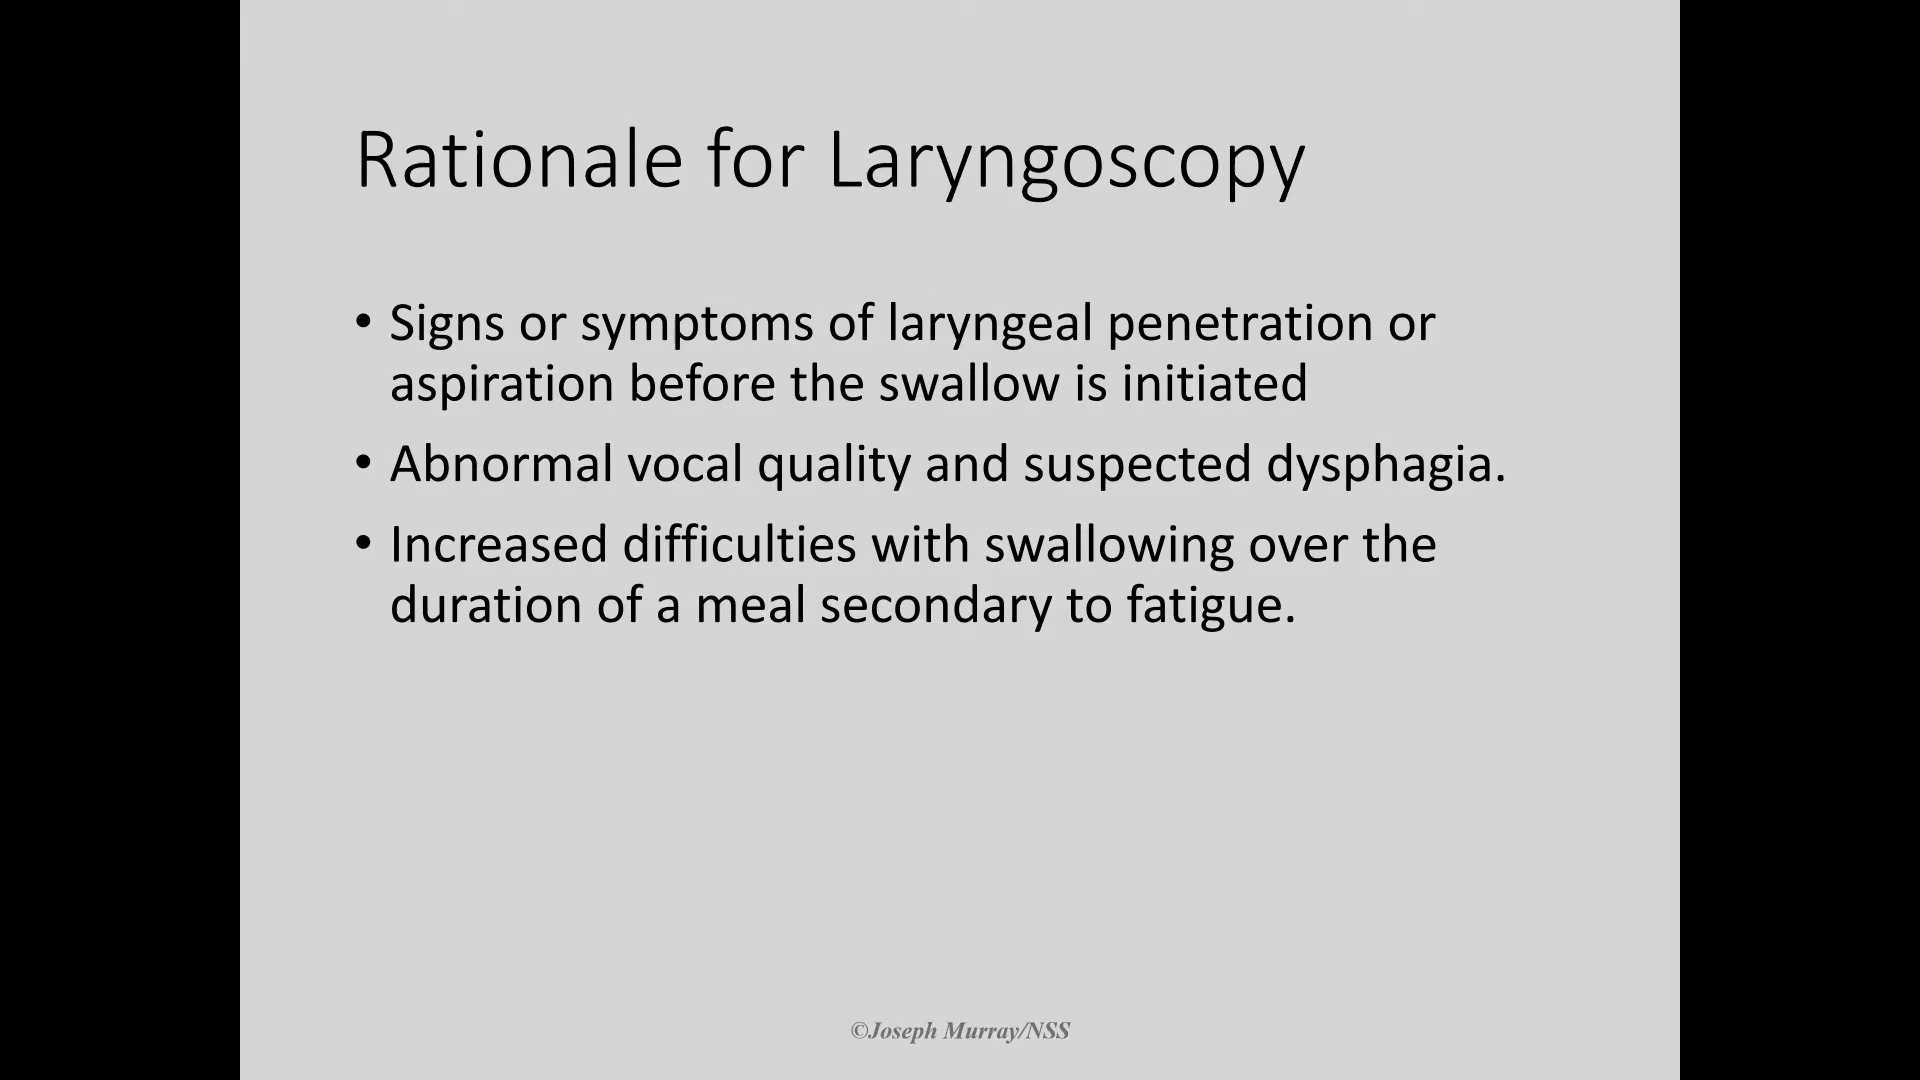 Rationale for Laryngoscopy
• Signs or symptoms of laryngeal penetration or
aspiration before the swallow is initiated
• Abnormal vocal quality and suspected dysphagia.
• Increased difficulties with swallowing over the
duration of a meal secondary to fatigue.
©Joseph Murray/NSS